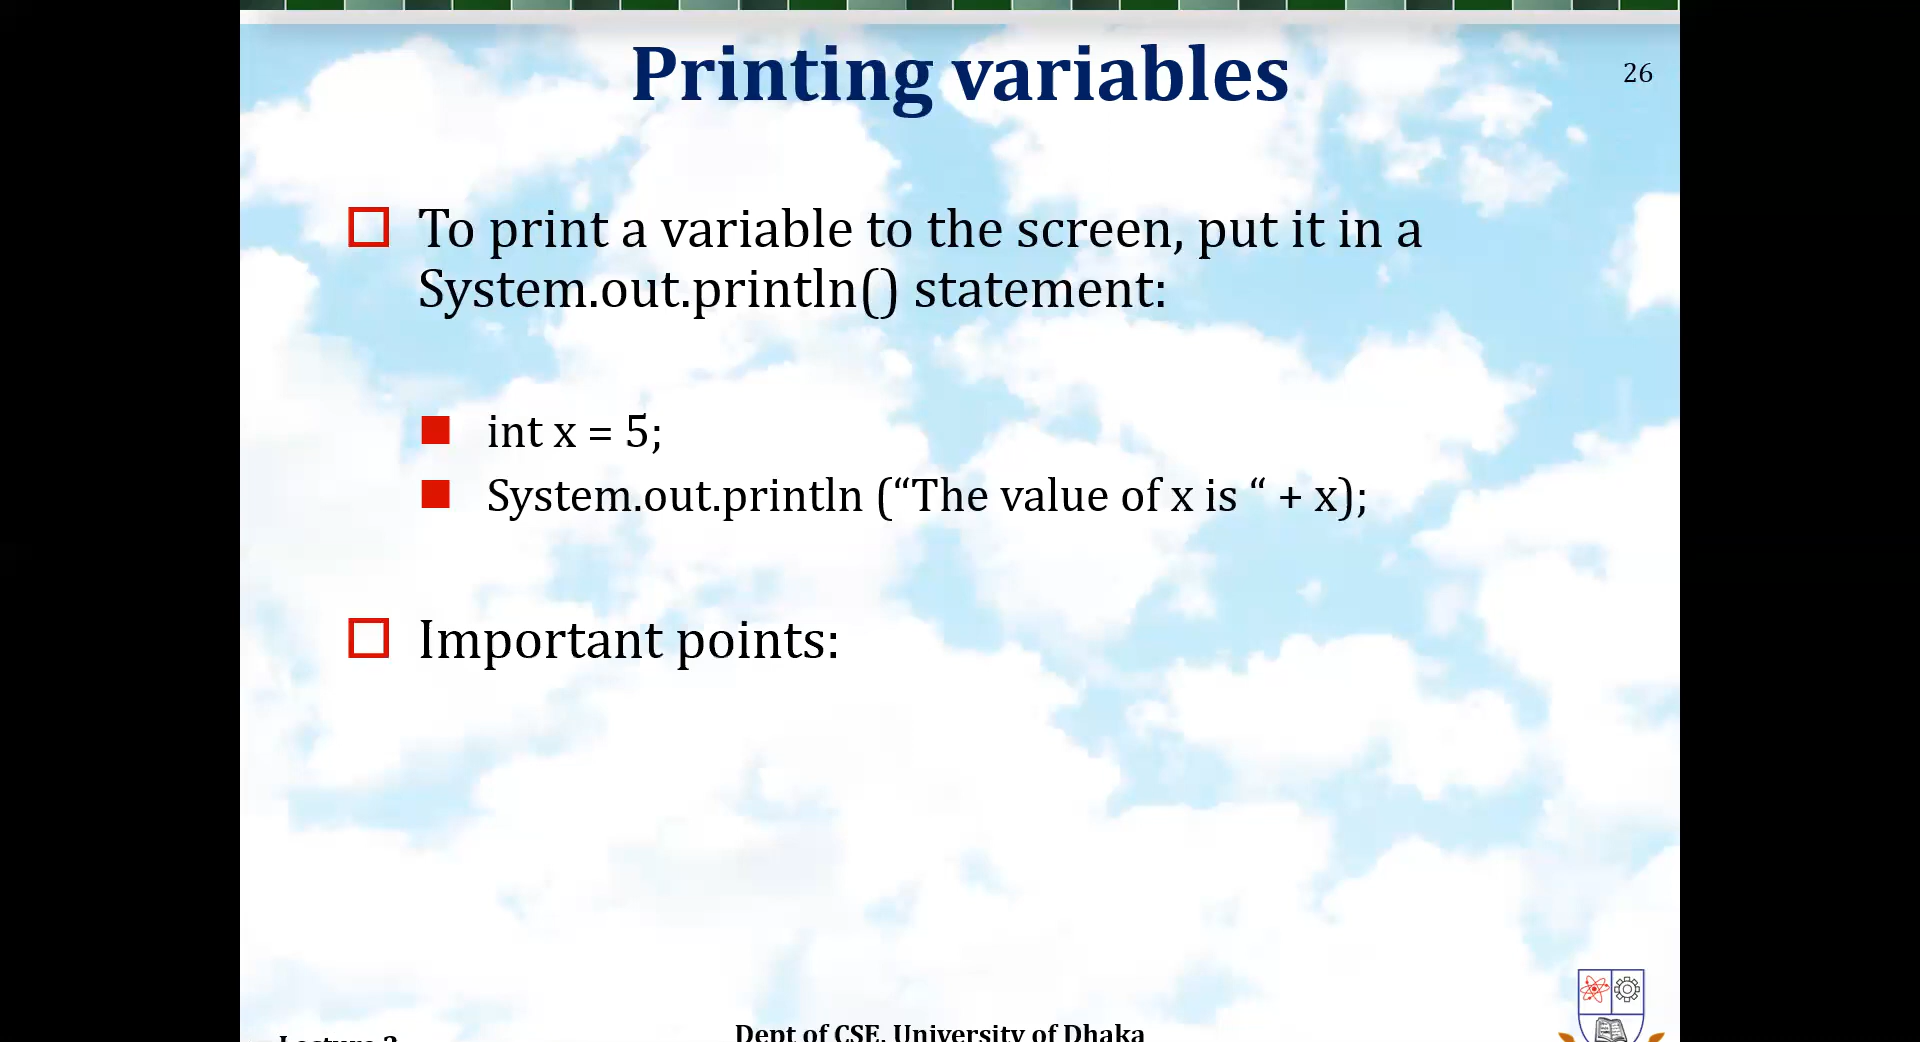 Printing variables
26
To print a variable to the screen, put it in a
System.out.println() statement:
int x = 5;
System.out.println (“The value of x is “ + x);
Important points:
Dept of CSE, University of Dhaka